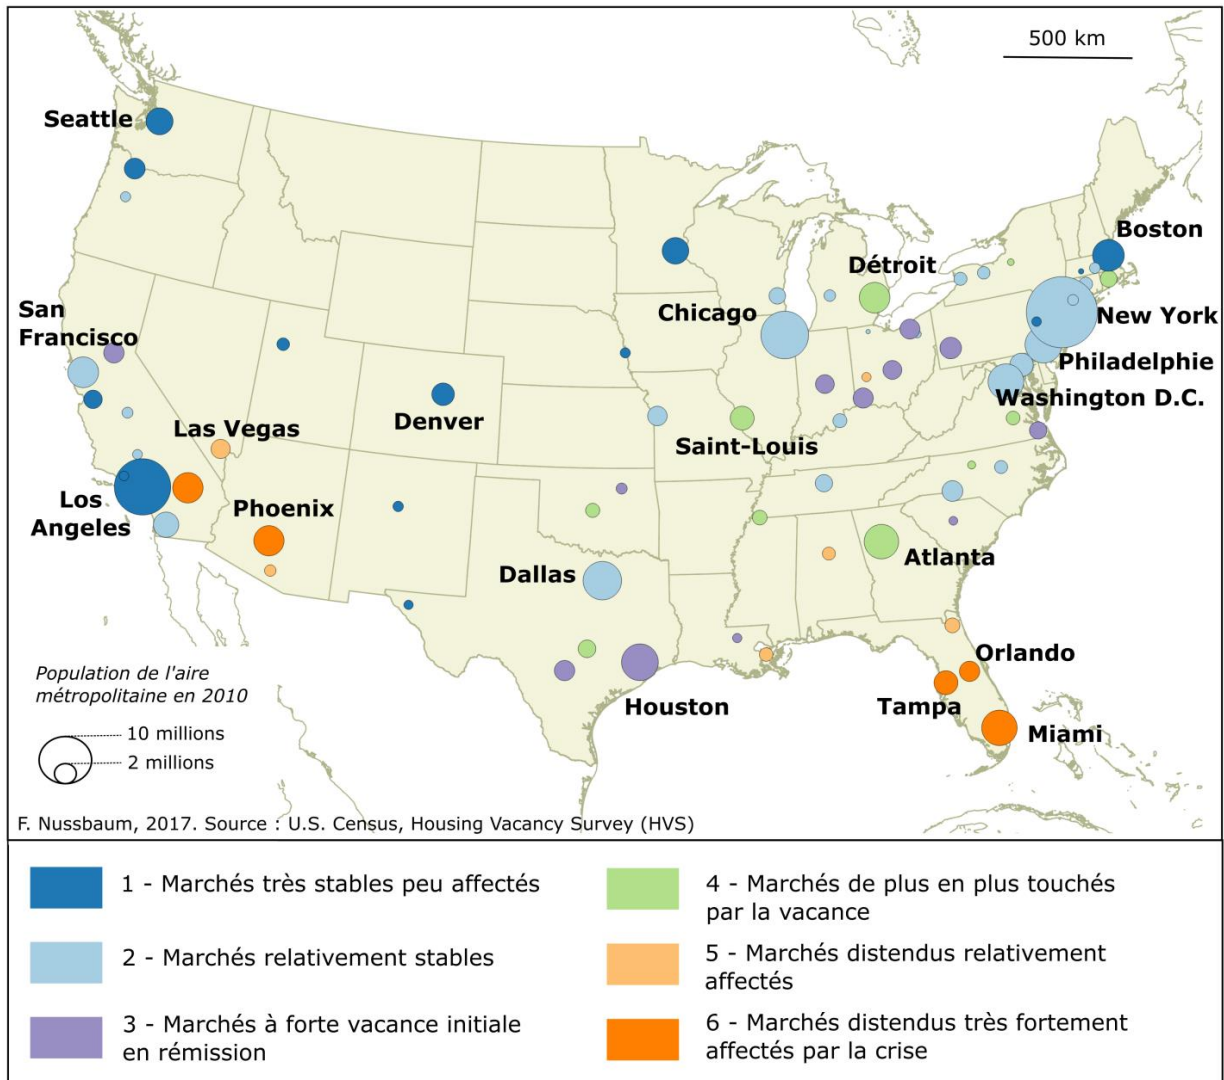 500 km
Seattle
Boston
Détroit
San
Francisco
Chicago
New York
Philadelphie
Washington D.C.
Denver
Las Vegas
Saint-Louis
Los
Angeles
Phoenix
Dallas
Atlanta
Orlando
Tampa
Houston
Miami
Population de l'aire
métropolitaine en 2010
10 millions
2 millions
F. Nussbaum, 2017. Source : U.S. Census, Housing Vacancy Survey (HVS)
1 - Marchés très stables peu affectés
2 - Marchés relativement stables
3 - Marchés à forte vacance initiale
en rémission
4 - Marchés de plus en plus touchés
par la vacance
5 - Marchés distendus relativement
affectés
6 - Marchés distendus très fortement
affectés par la crise